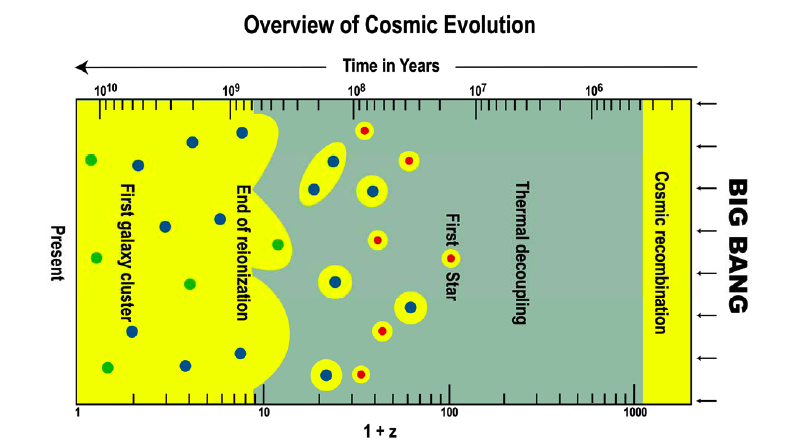 Overview of Cosmic Evolution
Time in Years
10¹⁰
10⁹
10⁸
10⁷
10⁶
Present
First galaxy cluster
End of reionization
First Star
Thermal decoupling
Cosmic recombination
BIG BANG
1
10
100
1000
1 + z